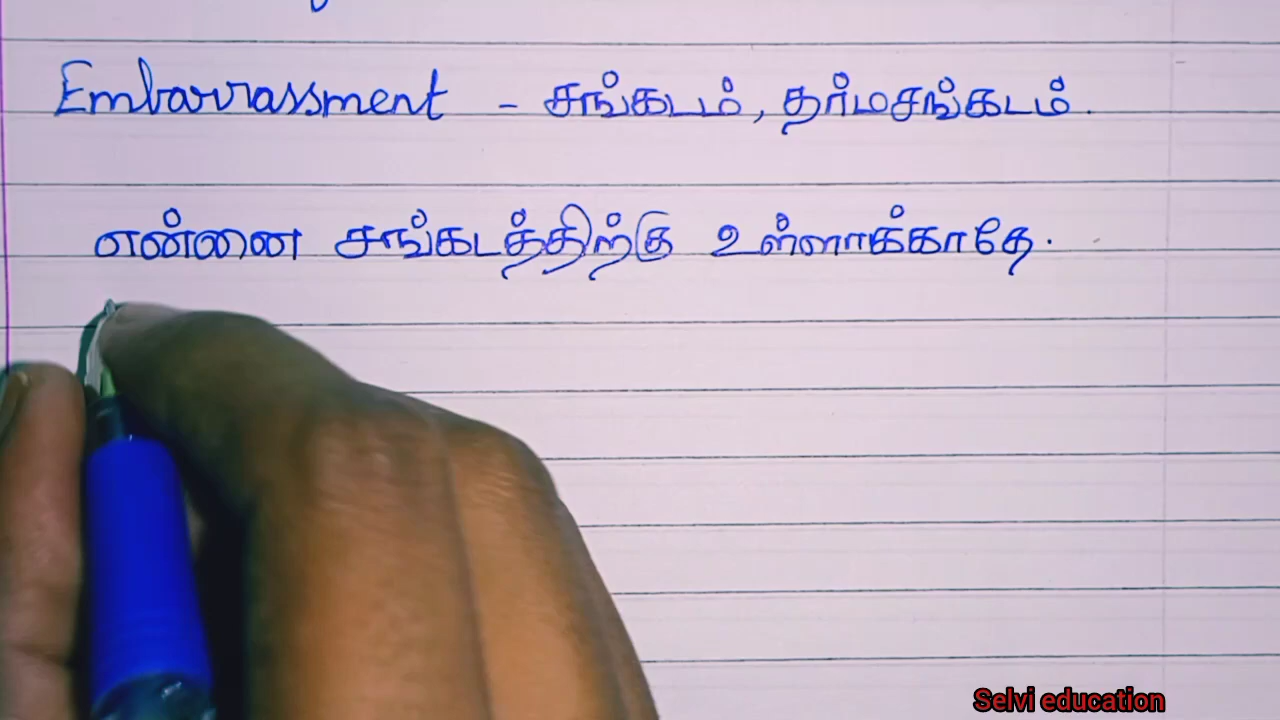 Embarrassment - சங்கடம், தர்மசங்கடம்.
என்னை சங்கடத்திற்கு உள்ளாக்காதே.
Selvi education